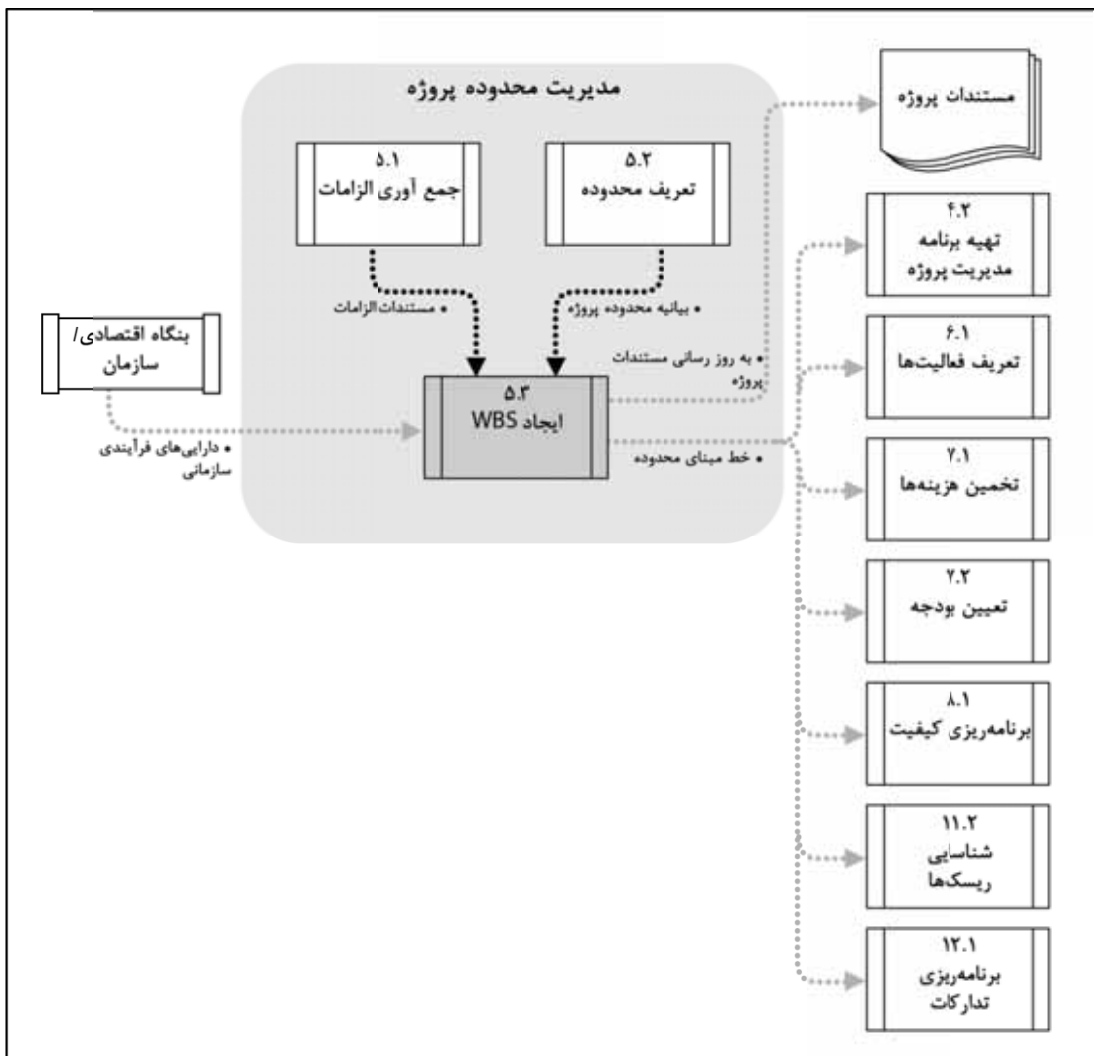 مدیریت محدوده پروژه
مستندات پروژه
۵.۱
جمع آوری الزامات
۵.۲
تعریف محدوده
۴.۲
تهیه برنامه
مدیریت پروژه
• مستندات الزامات
• بیانیه محدوده پروژه
بنگاه اقتصادی/
سازمان
• به روز رسانی مستندات
پروژه
۶.۱
تعریف فعالیت‌ها
۵.۳
ایجاد WBS
• دارایی‌های فرآیندی
سازمانی
• خط مبنای محدوده
۷.۱
تخمین هزینه‌ها
۷.۲
تعیین بودجه
۸.۱
برنامه‌ریزی کیفیت
۱۱.۲
شناسایی
ریسک‌ها
۱۲.۱
برنامه‌ریزی
تدارکات